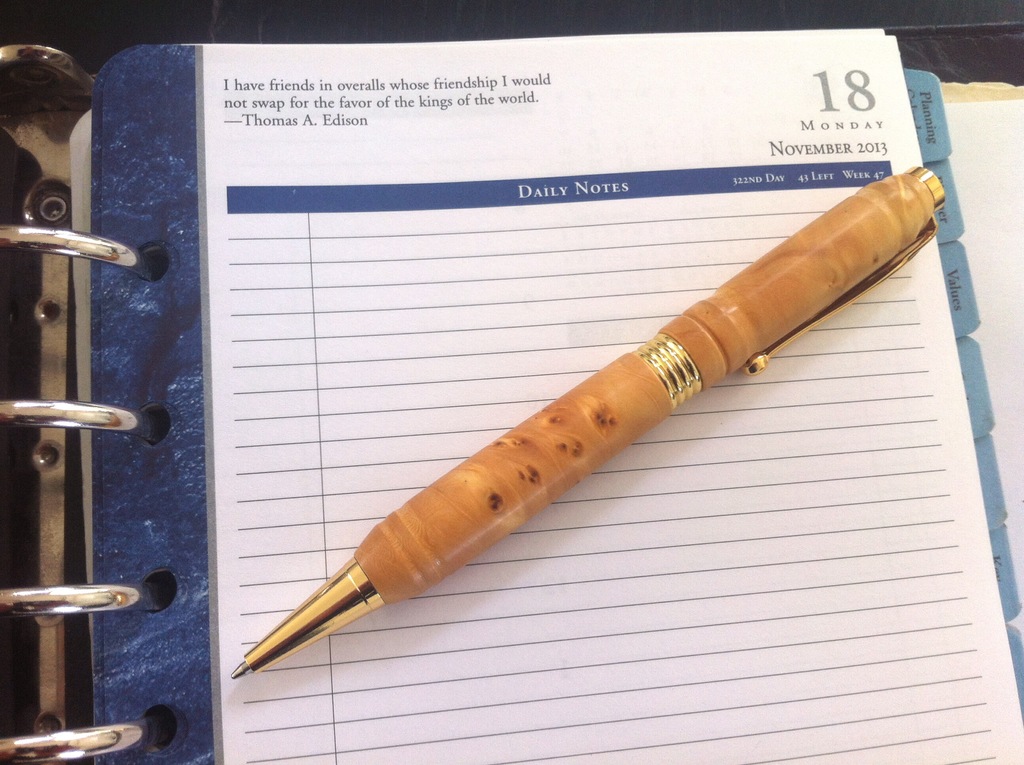 I have friends in overalls whose friendship I would
not swap for the favor of the kings of the world.
—Thomas A. Edison
18
MONDAY
NOVEMBER 2013
DAILY NOTES
322ND DAY 43 LEFT WEEK 47
Planning
Values